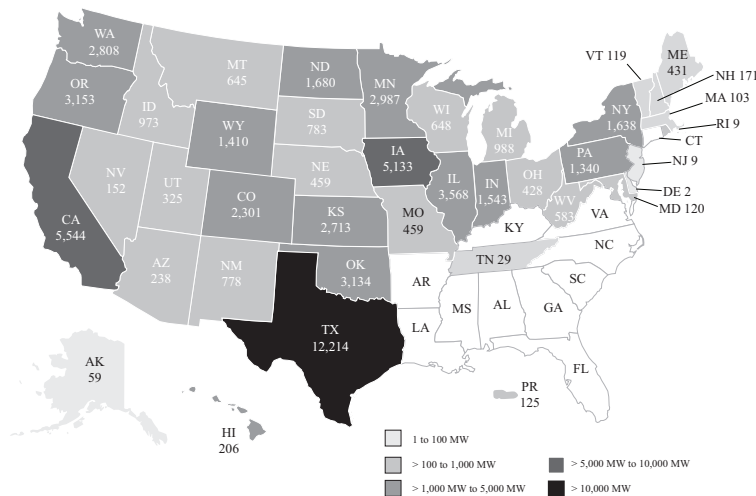 WA
2,808
OR
3,153
CA
5,544
ID
973
NV
152
MT
645
WY
1,410
UT
325
AZ
238
CO
2,301
NM
778
ND
1,680
SD
783
NE
459
KS
2,713
OK
3,134
TX
12,214
MN
2,987
IA
5,133
MO
459
AR
LA
WI
648
IL
3,568
MI
988
IN
1,543
OH
428
KY
TN 29
MS
AL
GA
FL
SC
NC
VA
WV
583
PA
1,340
NY
1,638
VT 119
ME
431
NH 171
MA 103
RI 9
CT
NJ 9
DE 2
MD 120
AK
59
HI
206
PR
125
1 to 100 MW
> 100 to 1,000 MW
> 1,000 MW to 5,000 MW
> 5,000 MW to 10,000 MW
> 10,000 MW